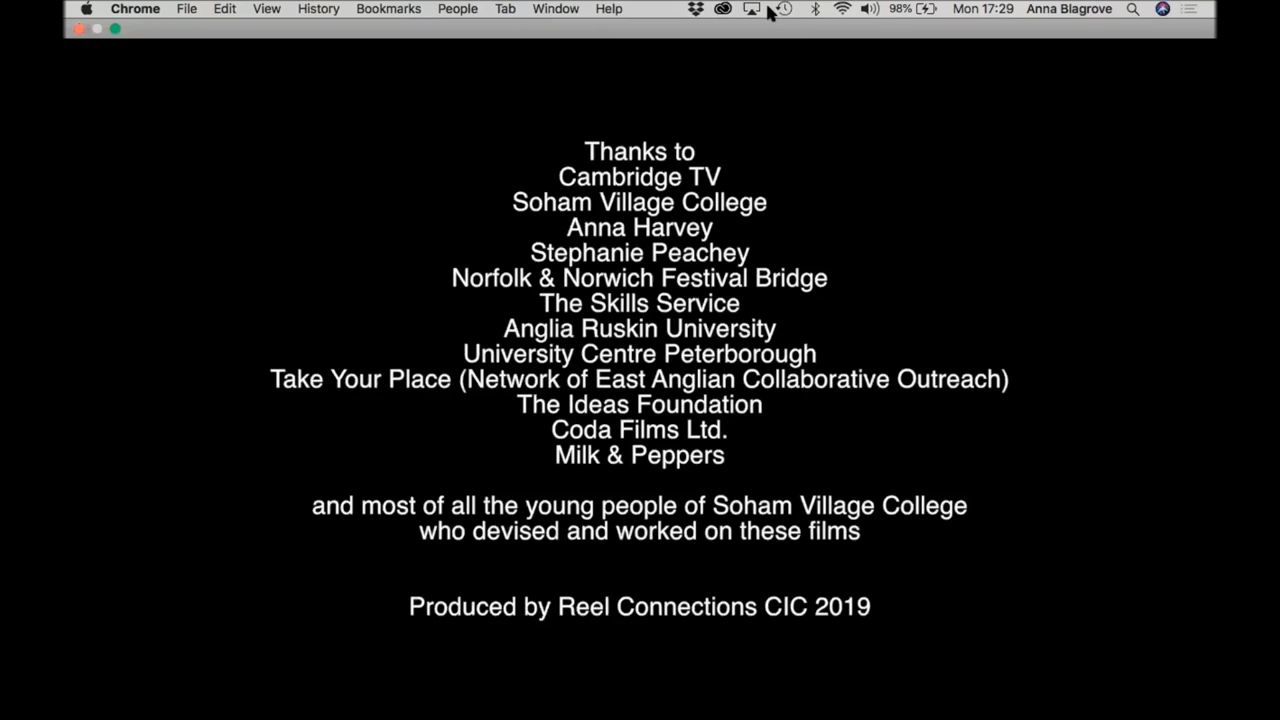 Chrome File Edit View History Bookmarks People Tab Window Help 98% Mon 17:29 Anna Blagrove
Thanks to
Cambridge TV
Soham Village College
Anna Harvey
Stephanie Peachey
Norfolk & Norwich Festival Bridge
The Skills Service
Anglia Ruskin University
University Centre Peterborough
Take Your Place (Network of East Anglian Collaborative Outreach)
The Ideas Foundation
Coda Films Ltd.
Milk & Peppers
and most of all the young people of Soham Village College
who devised and worked on these films
Produced by Reel Connections CIC 2019